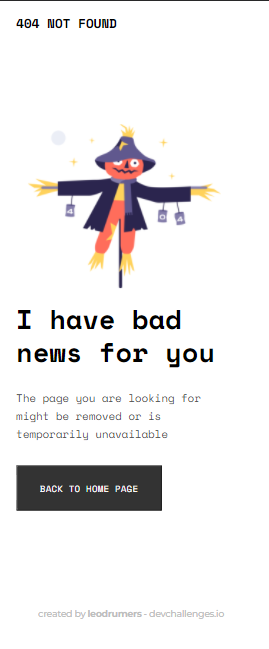 404 NOT FOUND
4
0 4
I have bad
news for you
The page you are looking for
might be removed or is
temporarily unavailable
BACK TO HOME PAGE
created by leodrumers - devchallenges.io